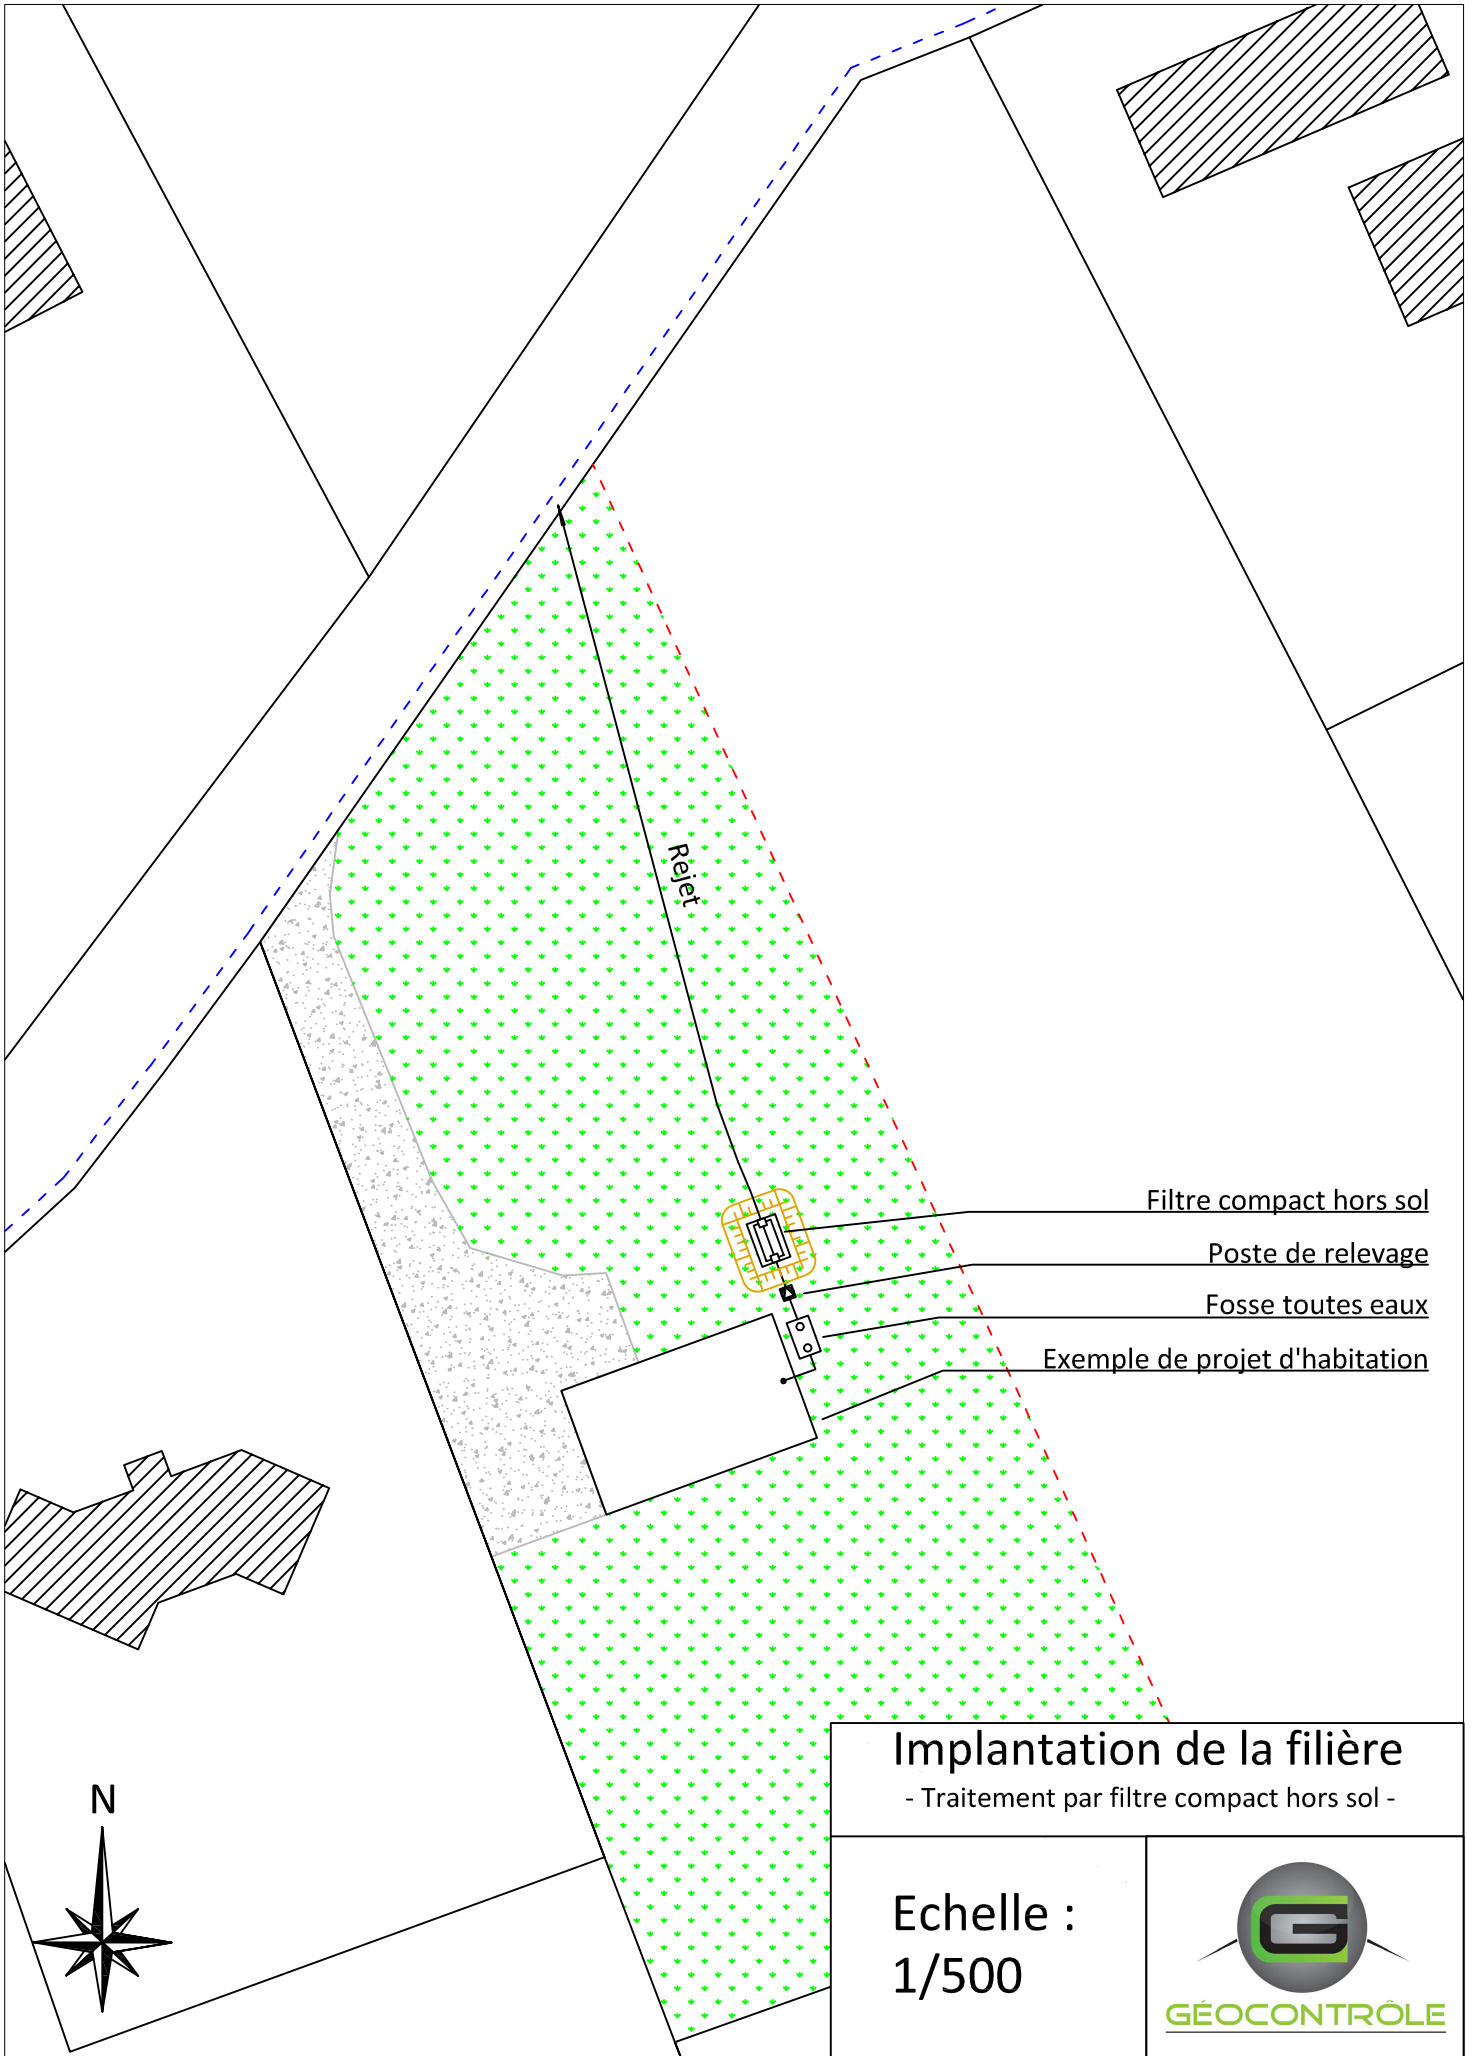 Rejet
Filtre compact hors sol
Poste de relevage
Fosse toutes eaux
Exemple de projet d'habitation
Implantation de la filière
- Traitement par filtre compact hors sol -
N
Echelle :
1/500
G
GÉOCONTRÔLE